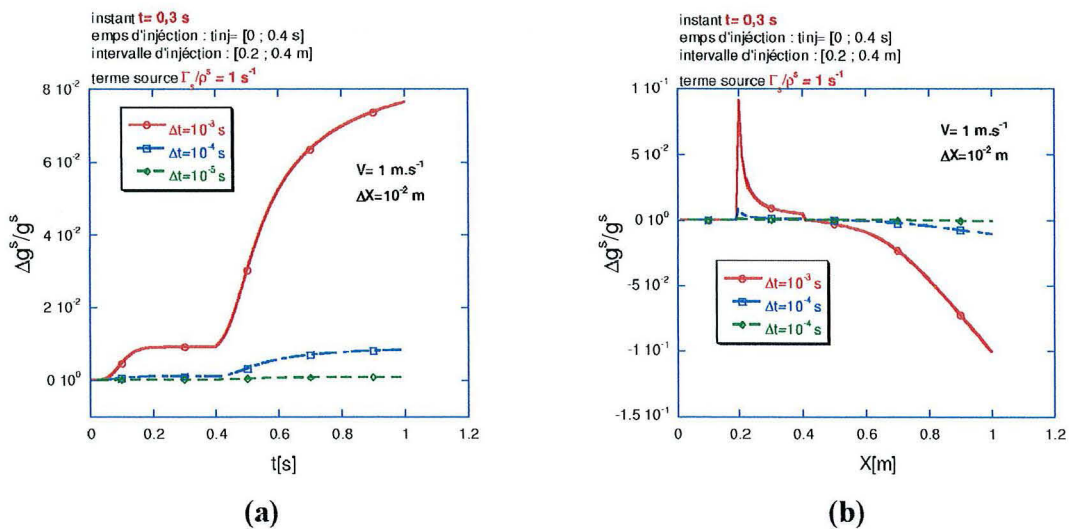 instant t= 0,3 s
emps d'injéction : tinj= [0 ; 0.4 s]
intervalle d'injéction : [0.2 ; 0.4 m]
terme source Γs/ρˢ = 1 s⁻¹
8 10⁻²
6 10⁻²
4 10⁻²
2 10⁻²
0 10⁰
Δgˢ/gˢ
Δt=10⁻³ s
Δt=10⁻⁴ s
Δt=10⁻⁵ s
V= 1 m.s⁻¹
ΔX=10⁻² m
0 0.2 0.4 0.6 0.8 1 1.2
t[s]
(a)
instant t= 0,3 s
emps d'injéction : tinj= [0 ; 0.4 s]
intervalle d'injéction : [0.2 ; 0.4 m]
terme source Γs/ρˢ = 1 s⁻¹
1 10⁻¹
5 10⁻²
0 10⁰
-5 10⁻²
-1 10⁻¹
-1.5 10⁻¹
Δgˢ/gˢ
V= 1 m.s⁻¹
ΔX=10⁻² m
Δt=10⁻³ s
Δt=10⁻⁴ s
Δt=10⁻⁴ s
0 0.2 0.4 0.6 0.8 1 1.2
X[m]
(b)